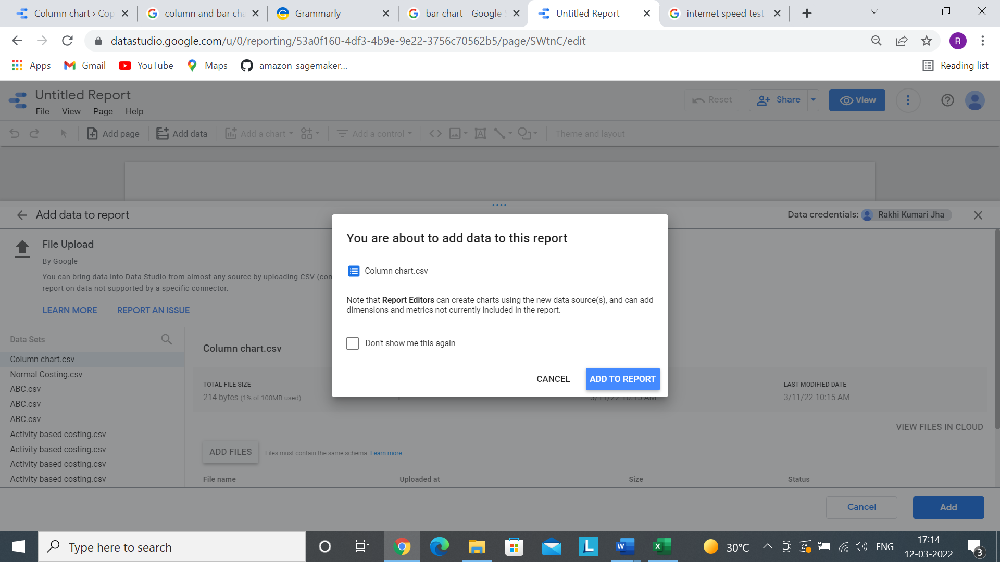 Column chart › Cop
column and bar cha
Grammarly
bar chart - Google S
Untitled Report
internet speed test
datastudio.google.com/u/0/reporting/53a0f160-4df3-4b9e-9e22-3756c70562b5/page/SWtnC/edit
R
Apps
Gmail
YouTube
Maps
amazon-sagemaker...
Reading list
Untitled Report
File View Page Help
Reset
Share
View
Add page
Add data
Add a chart
Add a control
Theme and layout
Add data to report
Data credentials: Rakhi Kumari Jha
File Upload
By Google
You can bring data into Data Studio from almost any source by uploading CSV (con
report on data not supported by a specific connector.
LEARN MORE REPORT AN ISSUE
You are about to add data to this report
Column chart.csv
Note that Report Editors can create charts using the new data source(s), and can add
dimensions and metrics not currently included in the report.
Don't show me this again
CANCEL ADD TO REPORT
Data Sets
Column chart.csv
Normal Costing.csv
ABC.csv
ABC.csv
ABC.csv
Activity based costing.csv
Activity based costing.csv
Activity based costing.csv
Activity based costing.csv
Column chart.csv
TOTAL FILE SIZE
214 bytes (1% of 100MB used)
3/11/22 10:15 AM
LAST MODIFIED DATE
3/11/22 10:15 AM
VIEW FILES IN CLOUD
ADD FILES
Files must contain the same schema. Learn more
File name Uploaded at Size Status
Cancel Add
Type here to search
30°C
ENG
17:14
12-03-2022
3